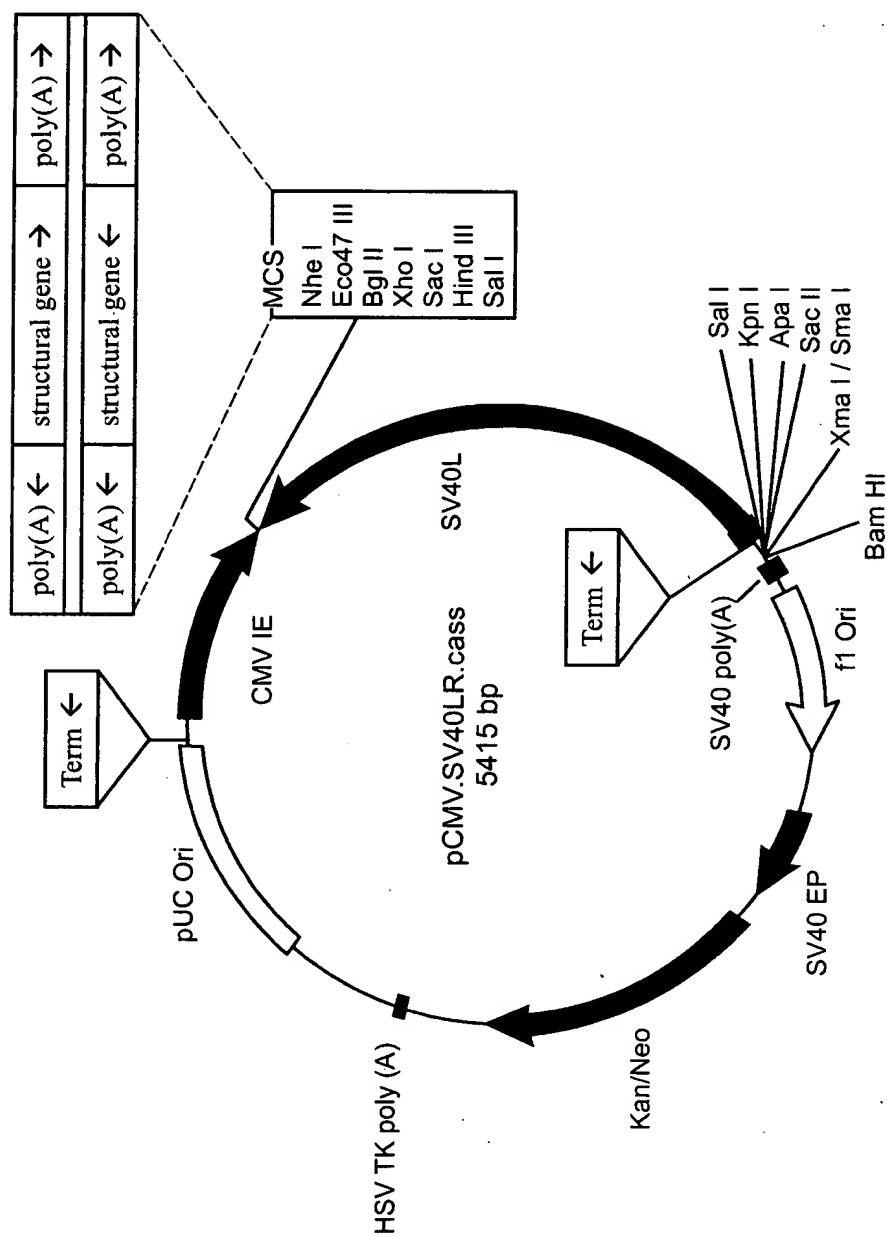 poly(A) ← structural gene → poly(A) →
poly(A) ← structural gene ← poly(A) →
MCS
Nhe I
Eco47 III
Bgl II
Xho I
Sac I
Hind III
Sal I
Term ←
pUC Ori
CMV IE
SV40L
pCMV.SV40LR.cass
5415 bp
HSV TK poly (A)
Kan/Neo
SV40 EP
f1 Ori
SV40 poly(A)
Term ←
Sal I
Kpn I
Apa I
Sac II
Xma I / Sma I
Bam HI